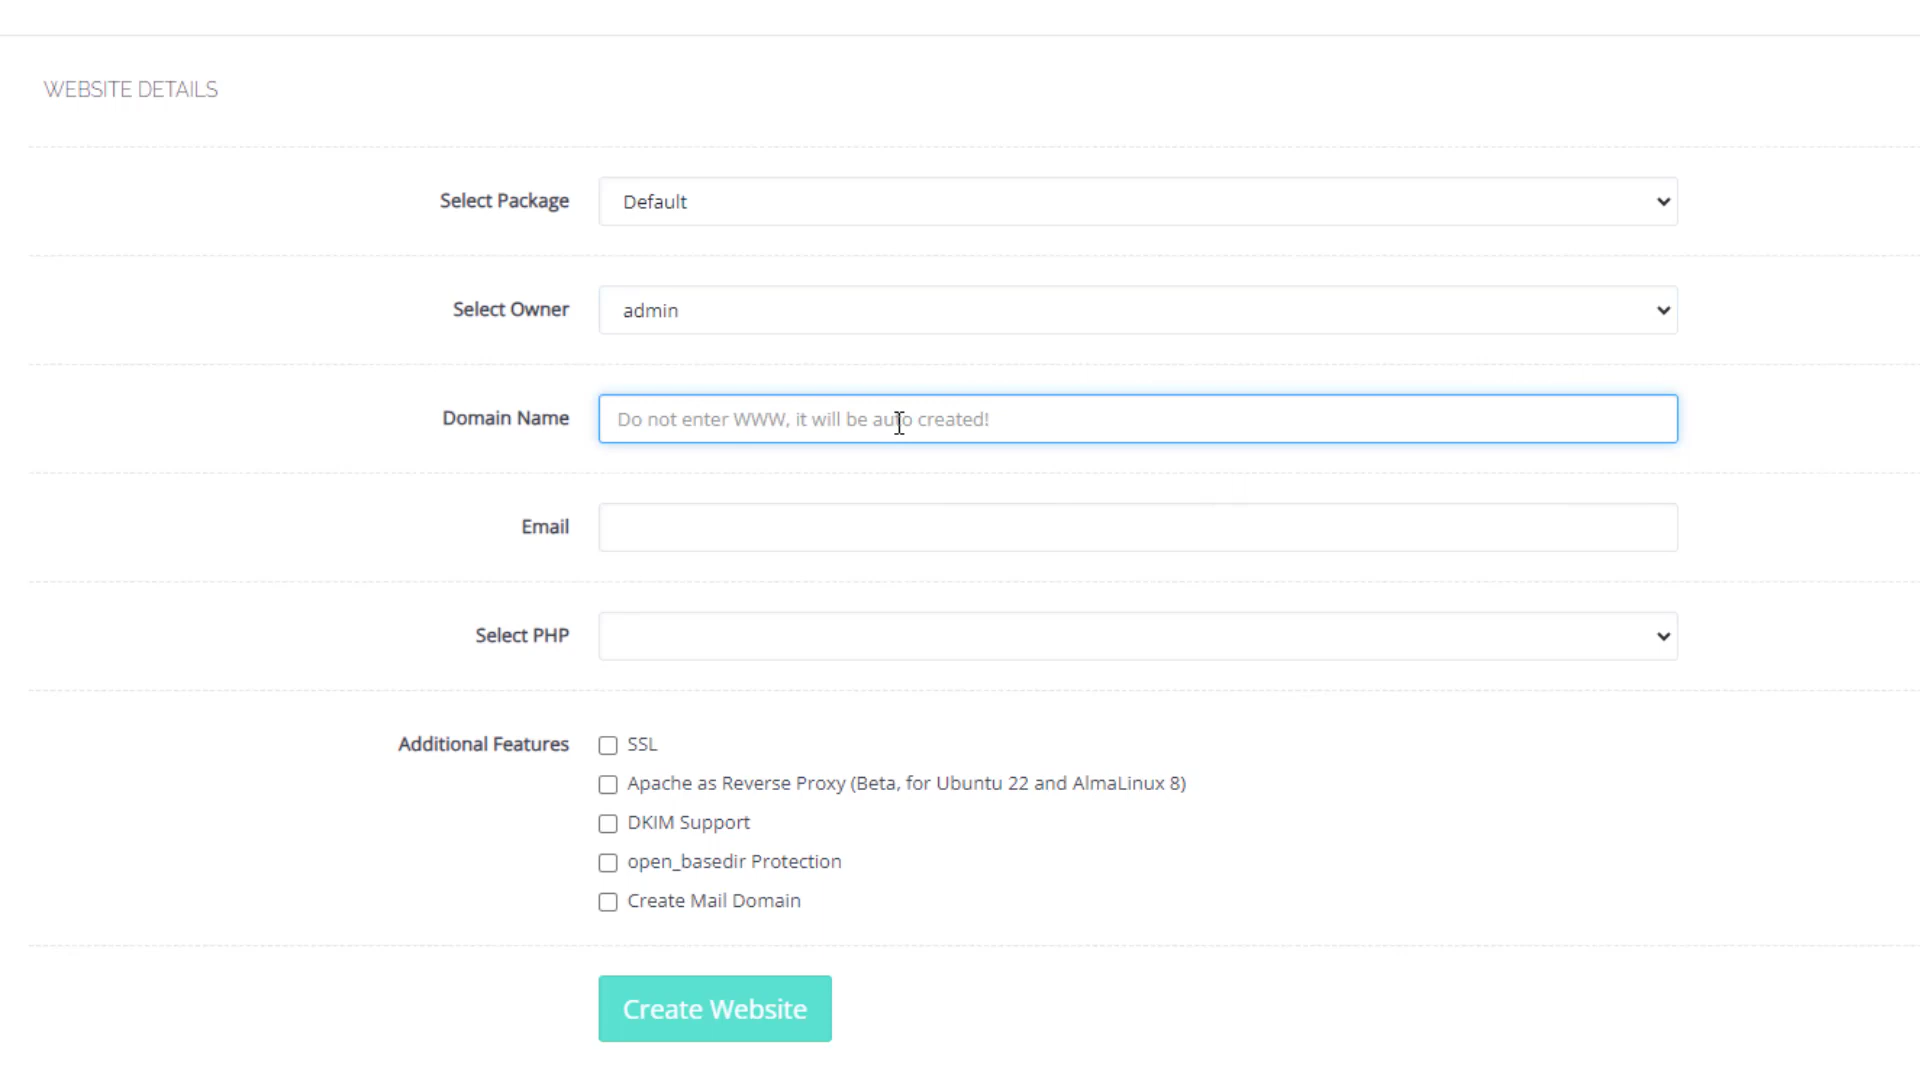 WEBSITE DETAILS
Select Package
Default
Select Owner
admin
Domain Name
Do not enter WWW, it will be auto created!
Email
Select PHP
Additional Features
SSL
Apache as Reverse Proxy (Beta, for Ubuntu 22 and AlmaLinux 8)
DKIM Support
open_basedir Protection
Create Mail Domain
Create Website